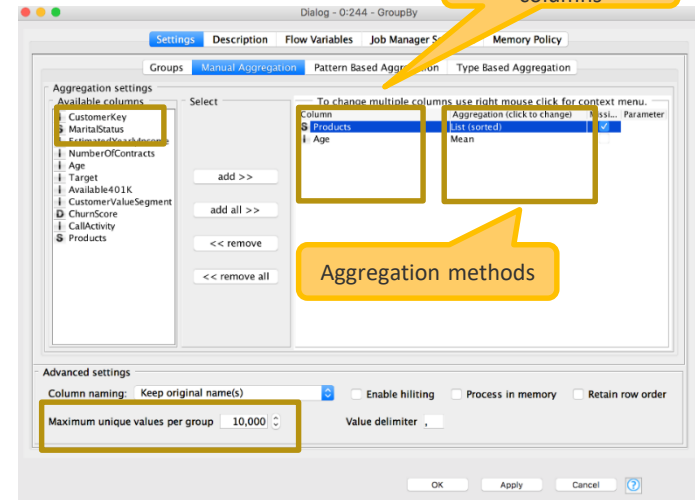 columns
Dialog - 0:244 - GroupBy
Settings Description Flow Variables Job Manager Memory Policy
Groups Manual Aggregation Pattern Based Type Based Aggregation
Aggregation settings
Available columns Select To change multiple columns use right mouse click for context menu.
Column Aggregation (click to change) Missi... Parameter
I CustomerKey
S MaritalStatus
I NumberOfContracts
I Age
I Target
I Available401K
I CustomerValueSegment
D ChurnScore
I CallActivity
S Products
add >>
add all >>
<< remove
<< remove all
S Products List (sorted)
I Age Mean
Aggregation methods
Advanced settings
Column naming: Keep original name(s) Enable hiliting Process in memory Retain row order
Maximum unique values per group 10,000 Value delimiter ,
OK Apply Cancel ?